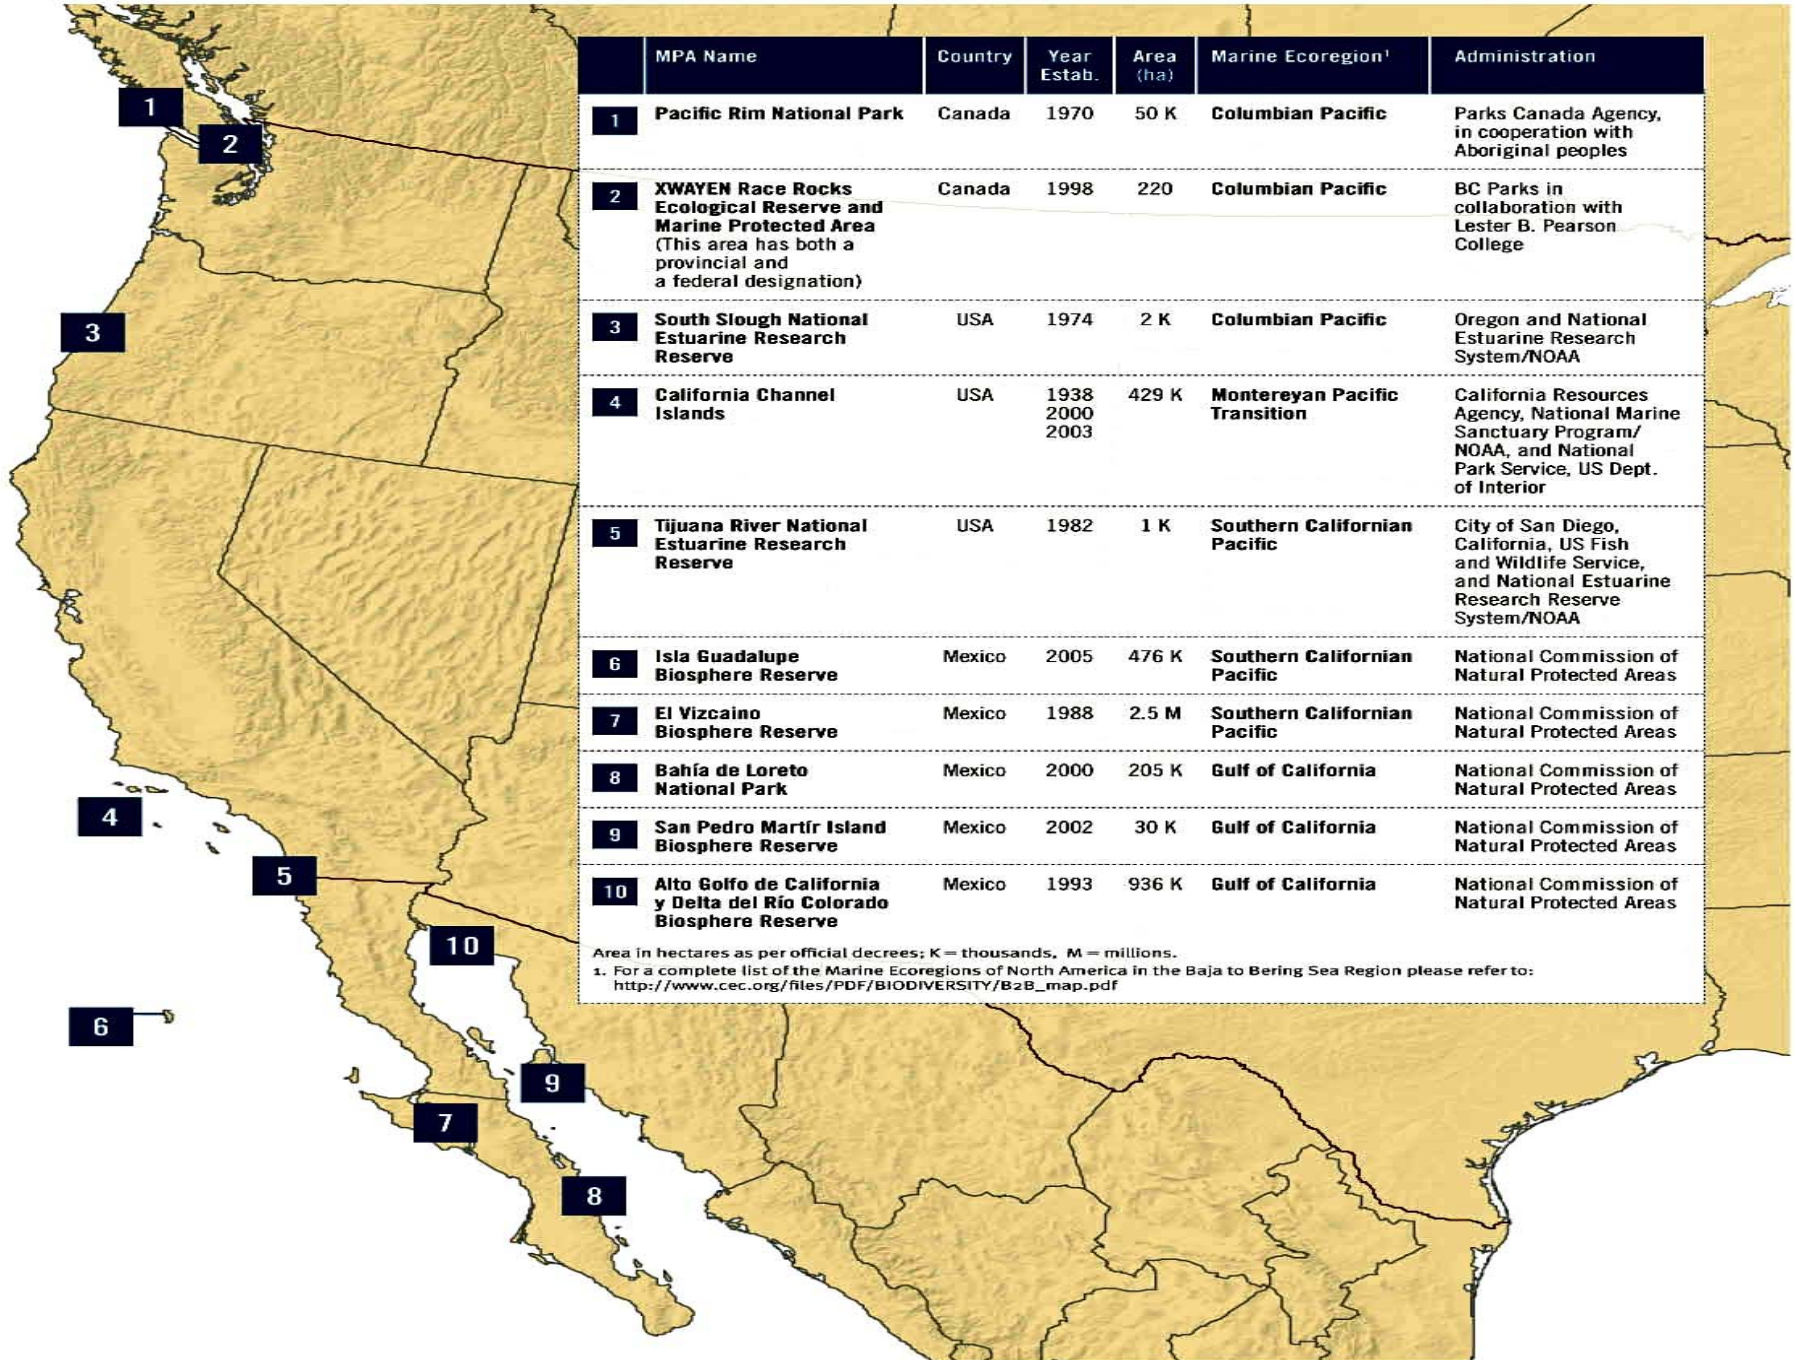 MPA Name Country Year Estab. Area (ha) Marine Ecoregion¹ Administration
1 Pacific Rim National Park Canada 1970 50 K Columbian Pacific Parks Canada Agency,
in cooperation with
Aboriginal peoples
2 XWAYEN Race Rocks Canada 1998 220 Columbian Pacific BC Parks in
Ecological Reserve and collaboration with
Marine Protected Area Lester B. Pearson
(This area has both a College
provincial and
a federal designation)
3 South Slough National USA 1974 2 K Columbian Pacific Oregon and National
Estuarine Research Estuarine Research
Reserve System/NOAA
4 California Channel USA 1938 429 K Montereyan Pacific California Resources
Islands 2000 Transition Agency, National Marine
2003 Sanctuary Program/
NOAA, and National
Park Service, US Dept.
of Interior
5 Tijuana River National USA 1982 1 K Southern Californian City of San Diego,
Estuarine Research Pacific California, US Fish
Reserve and Wildlife Service,
and National Estuarine
Research Reserve
System/NOAA
6 Isla Guadalupe Mexico 2005 476 K Southern Californian National Commission of
Biosphere Reserve Pacific Natural Protected Areas
7 El Vizcaino Mexico 1988 2.5 M Southern Californian National Commission of
Biosphere Reserve Pacific Natural Protected Areas
8 Bahía de Loreto Mexico 2000 205 K Gulf of California National Commission of
National Park Natural Protected Areas
9 San Pedro Martír Island Mexico 2002 30 K Gulf of California National Commission of
Biosphere Reserve Natural Protected Areas
10 Alto Golfo de California Mexico 1993 936 K Gulf of California National Commission of
y Delta del Río Colorado Natural Protected Areas
Biosphere Reserve
Area in hectares as per official decrees; K = thousands, M = millions.
1. For a complete list of the Marine Ecoregions of North America in the Baja to Bering Sea Region please refer to:
http://www.cec.org/files/PDF/BIODIVERSITY/B2B_map.pdf
1
2
3
4
5
10
6
9
7
8